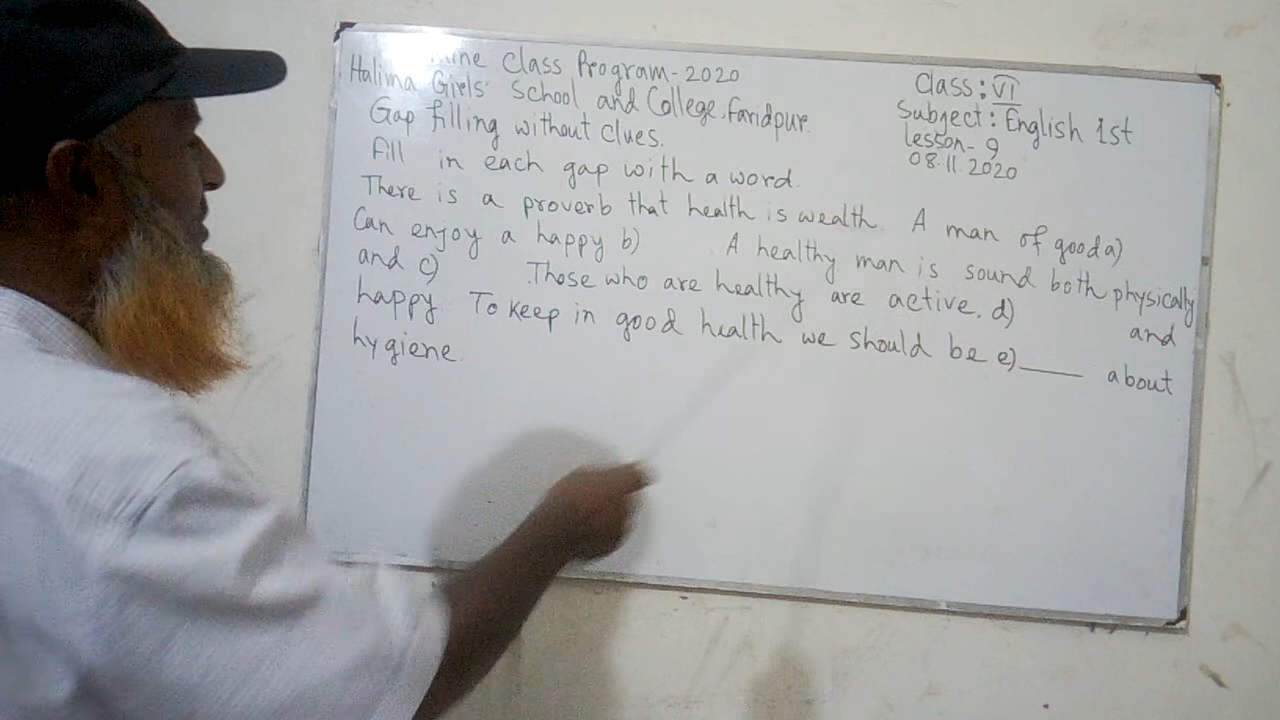 Class Program-2020
Halima Girls' School and College, Faridpur.
Gap filling without clues.
Class: VI
Subject: English 1st
lesson-9
08.11.2020
Fill in each gap with a word.
There is a proverb that health is wealth. A man of good a)
Can enjoy a happy b) A healthy man is sound both physically
and c) . Those who are healthy are active, d) and
happy To keep in good health we should be e)____ about
hygiene.